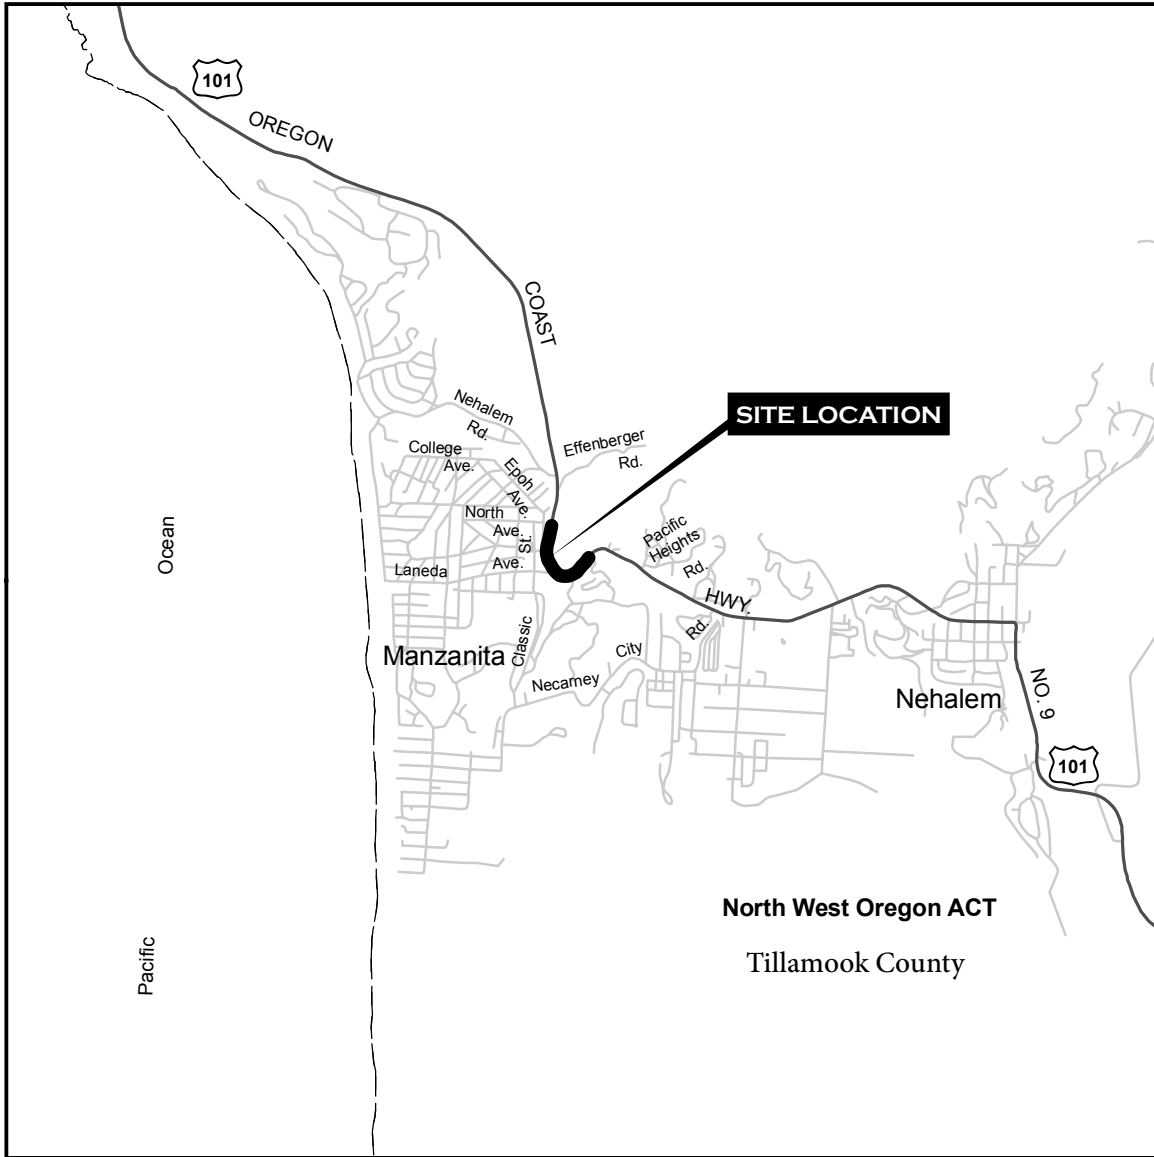 101
OREGON
COAST
SITE LOCATION
Nehalem
Rd.
Effenberger
Rd.
College
Ave.
Epoh
Ave.
North
Ave.
St.
Pacific
Heights
Rd.
Laneda
Ave.
HWY.
Ocean
Classic
Manzanita
Necarney
City
Rd.
Nehalem
NO. 9
101
North West Oregon ACT
Tillamook County
Pacific